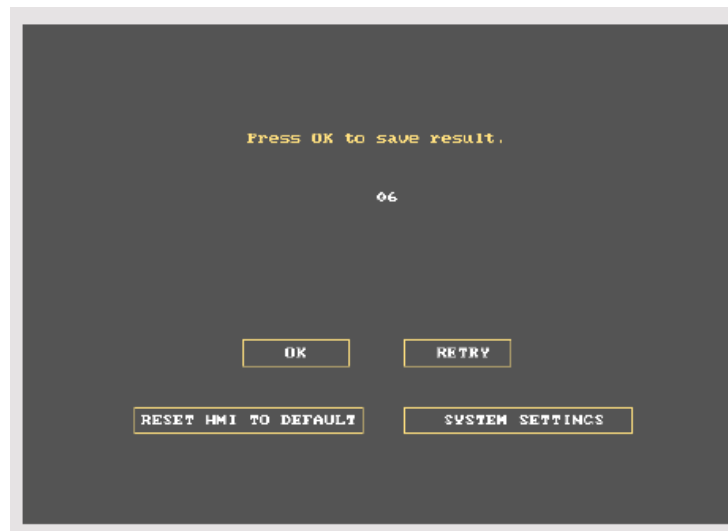 Press OK to save result.
06
OK RETRY
RESET HMI TO DEFAULT SYSTEM SETTINGS